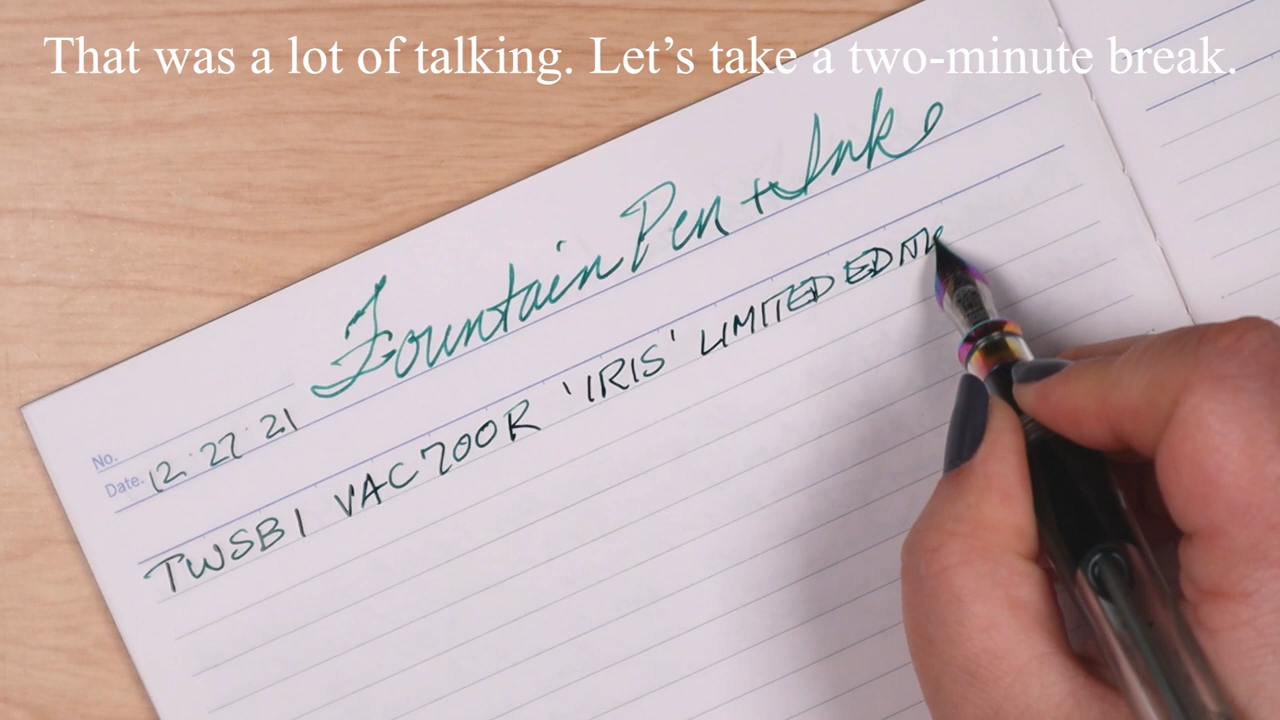 That was a lot of talking. Let’s take a two-minute break.
Fountain Pen + Ink
No.
Date. 12. 27. 21
TWSBI VAC700R 'IRIS' LIMITED